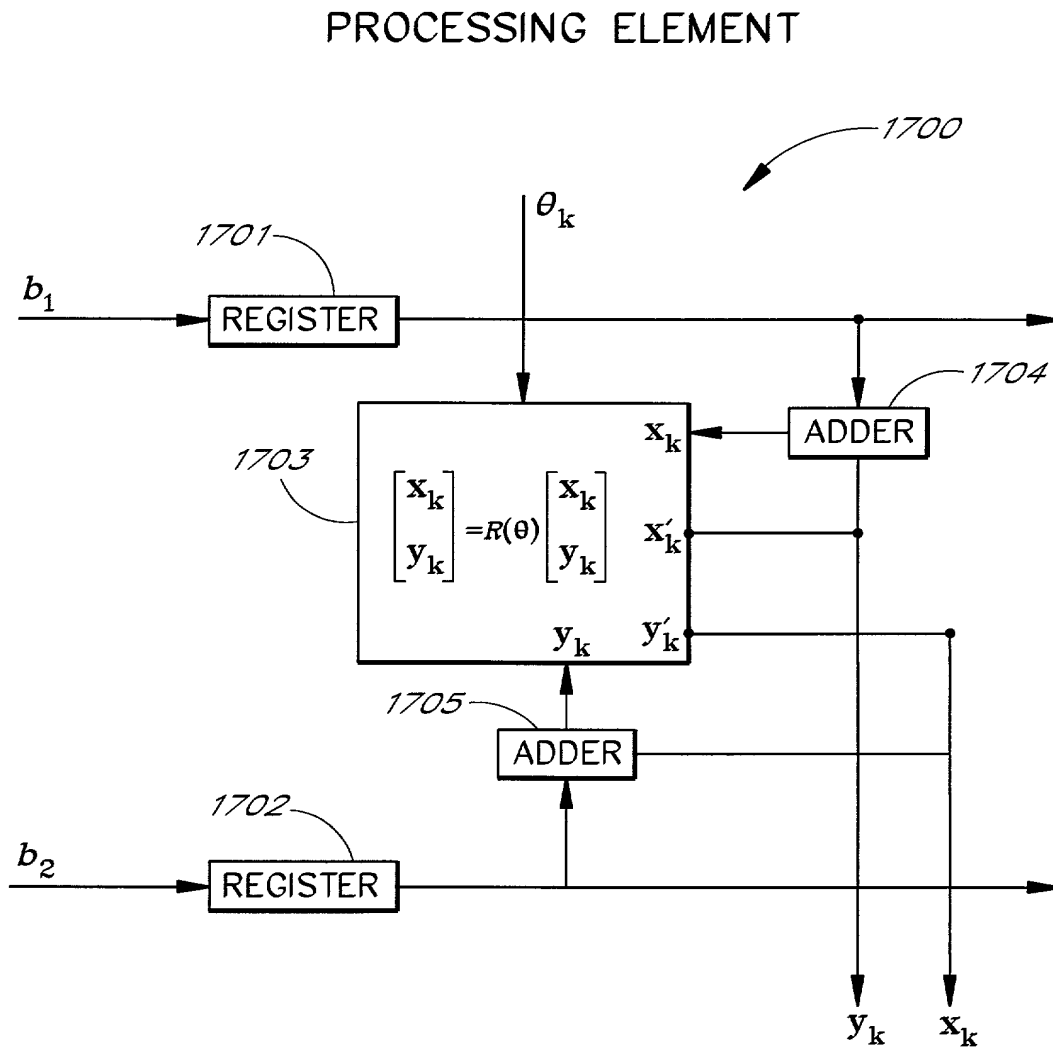 PROCESSING ELEMENT
1700
θk
1701
b1
REGISTER
1704
ADDER
xk
1703
[xk yk] = R(θ) [xk yk]
x′k
y′k
yk
1705
ADDER
1702
b2
REGISTER
yk xk